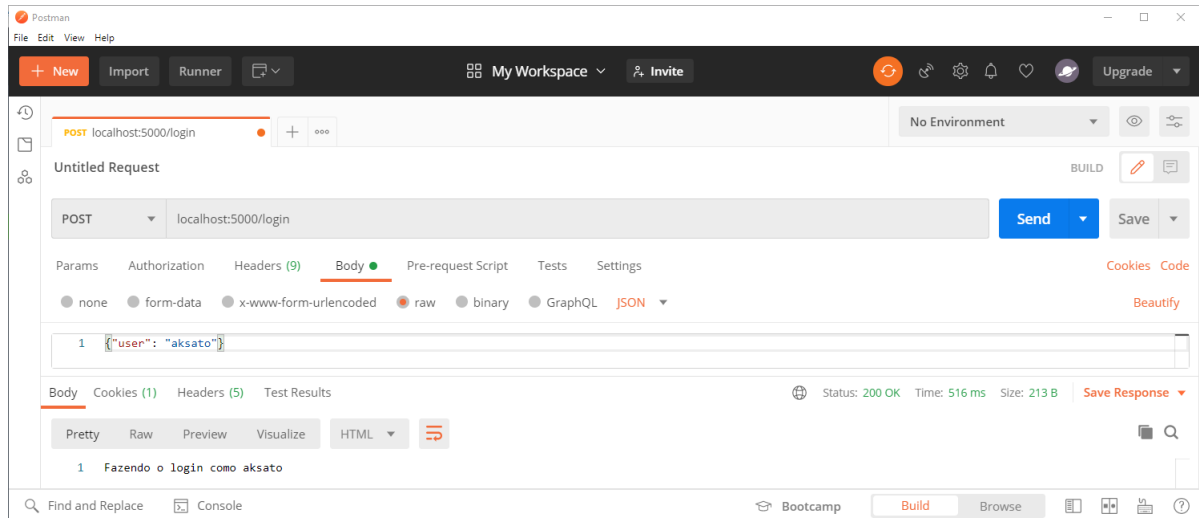 Postman
File Edit View Help
+ New Import Runner My Workspace Invite Upgrade
POST localhost:5000/login + ooo No Environment
Untitled Request BUILD
POST localhost:5000/login Send Save
Params Authorization Headers (9) Body Pre-request Script Tests Settings Cookies Code
none form-data x-www-form-urlencoded raw binary GraphQL JSON Beautify
1 {"user": "aksato"}
Body Cookies (1) Headers (5) Test Results Status: 200 OK Time: 516 ms Size: 213 B Save Response
Pretty Raw Preview Visualize HTML
1 Fazendo o login como aksato
Find and Replace Console Bootcamp Build Browse